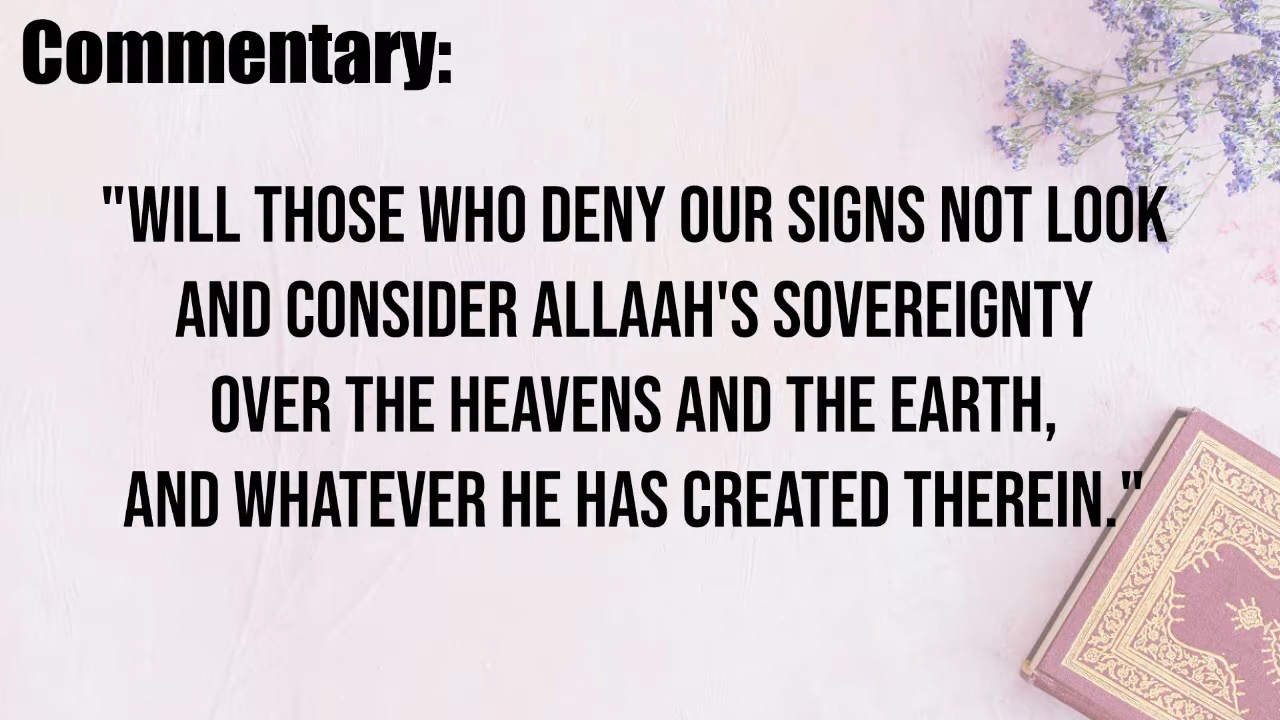 Commentary:
"WILL THOSE WHO DENY OUR SIGNS NOT LOOK
AND CONSIDER ALLAAH'S SOVEREIGNTY
OVER THE HEAVENS AND THE EARTH,
AND WHATEVER HE HAS CREATED THEREIN."